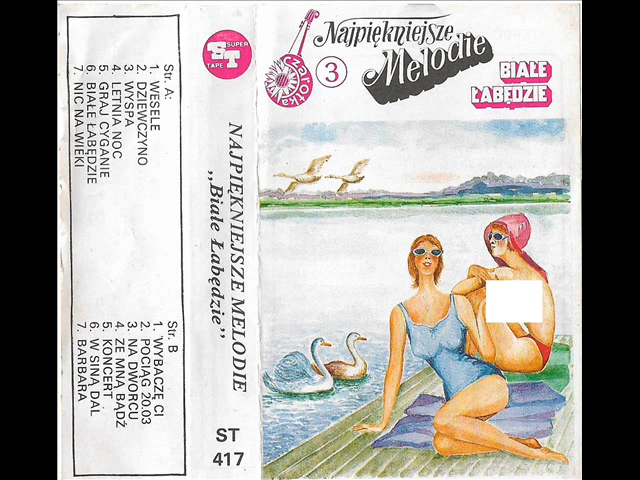 Str. A:
1. WESELE
2. DZIEWCZYNO
3. WYSPA
4. LETNIA NOC
5. GRAJ CYGANIE
6. BIAŁE ŁABĘDZIE
7. NIC NA WIEKI
Str. B
1. WYBACZĘ CI
2. POCIĄG 20.03
3. NA DWORCU
4. ZE MNĄ BĄDŹ
5. KONCERT
6. W SINĄ DAL
7. BARBARA
SUPER
ST
TAPE
NAJPIĘKNIEJSZE MELODIE
„Białe Łabędzie”
ST
417
czarotka
3
Najpiękniejsze
Melodie
BIAŁE
ŁABĘDZIE